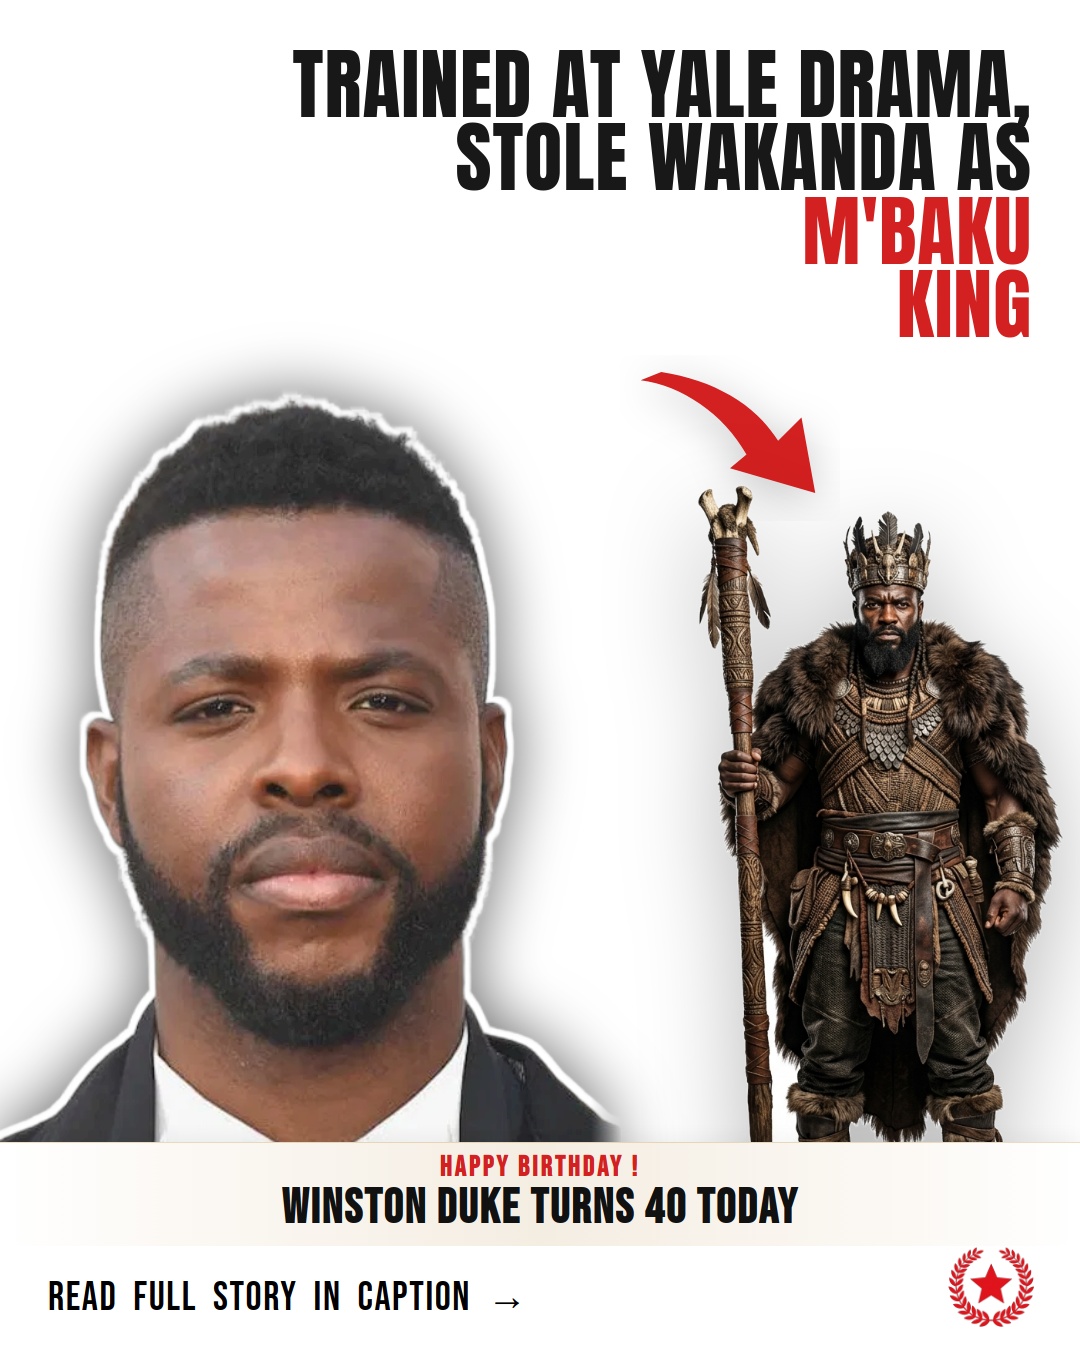 TRAINED AT YALE DRAMA,
STOLE WAKANDA AS
M'BAKU
KING
HAPPY BIRTHDAY !
WINSTON DUKE TURNS 40 TODAY
READ FULL STORY IN CAPTION →